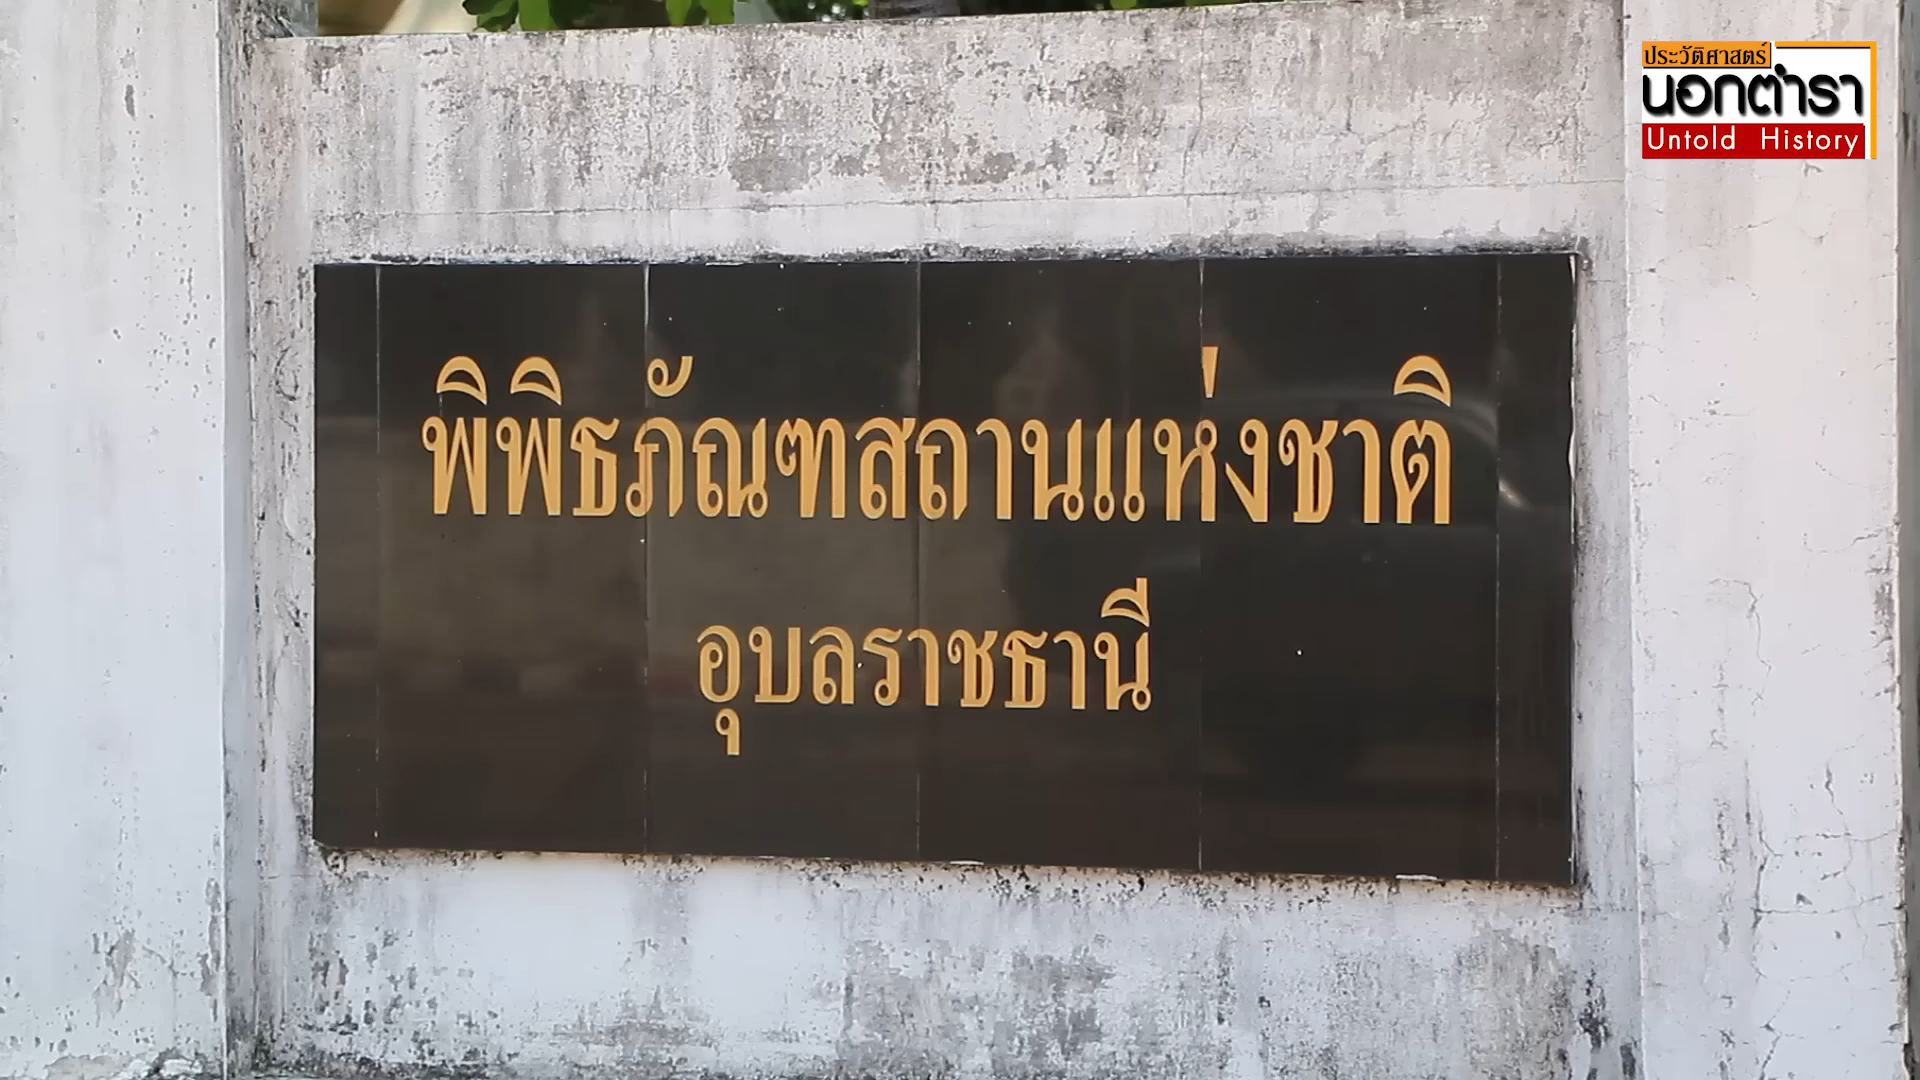 ประวัติศาสตร์
นอกตำรา
Untold History
พิพิธภัณฑสถานแห่งชาติ
อุบลราชธานี